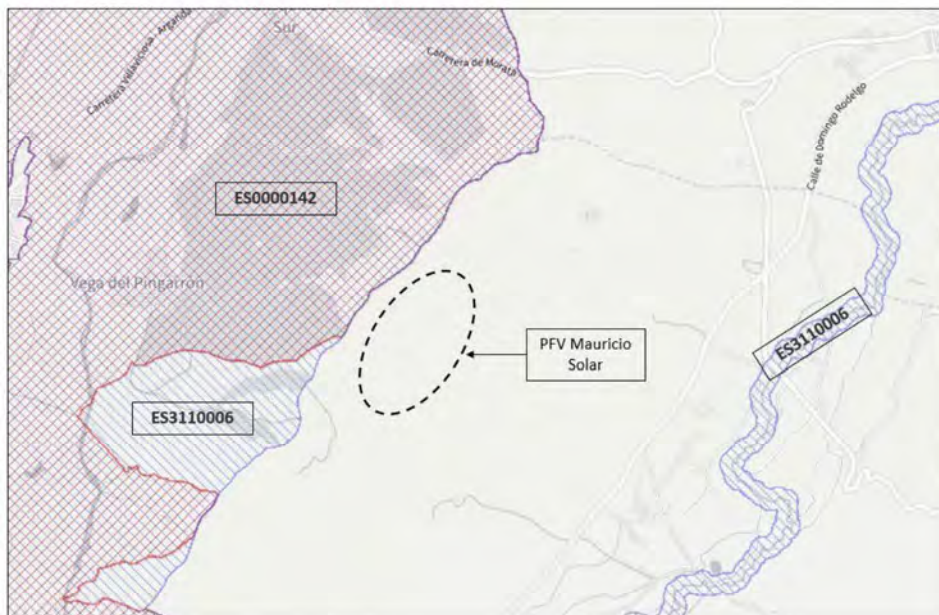 Sur
Carretera Villaviciosa - Arganda
Carretera de Morata
Calle de Domingo Rodelgo
ES0000142
Vega del Pingarrón
ES3110006
PFV Mauricio
Solar
ES3110006